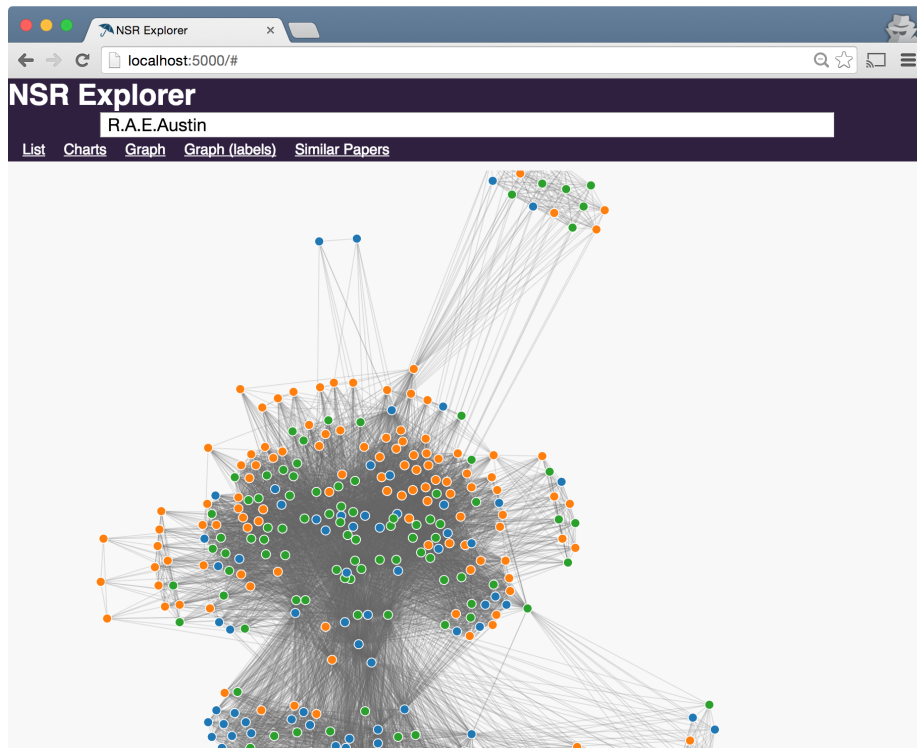 NSR Explorer
localhost:5000/#
NSR Explorer
R.A.E.Austin
List Charts Graph Graph (labels) Similar Papers